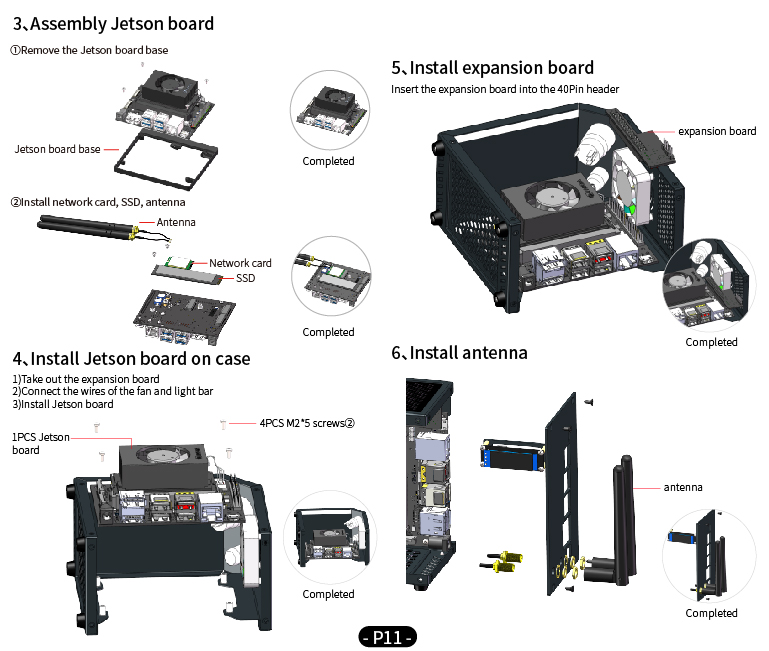 3、Assembly Jetson board
①Remove the Jetson board base
Jetson board base
Completed
②Install network card, SSD, antenna
Antenna
Network card
SSD
Completed
4、Install Jetson board on case
1)Take out the expansion board
2)Connect the wires of the fan and light bar
3)Install Jetson board
4PCS M2*5 screws②
1PCS Jetson
board
Completed
5、Install expansion board
Insert the expansion board into the 40Pin header
expansion board
Completed
6、Install antenna
antenna
Completed
- P11 -